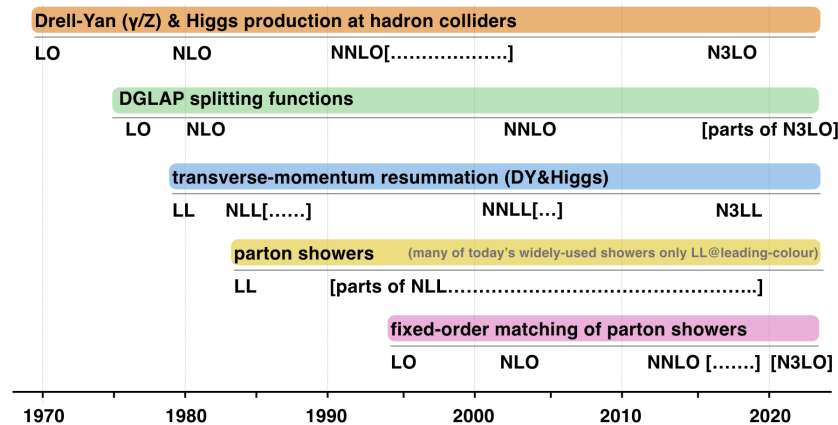 Drell-Yan (γ/Z) & Higgs production at hadron colliders
LO NLO NNLO[……………….] N3LO
DGLAP splitting functions
LO NLO NNLO [parts of N3LO]
transverse-momentum resummation (DY&Higgs)
LL NLL[……] NNLL[…] N3LL
parton showers (many of today's widely-used showers only LL@leading-colour)
LL [parts of NLL…………………………………………..]
fixed-order matching of parton showers
LO NLO NNLO […….] [N3LO]
1970 1980 1990 2000 2010 2020